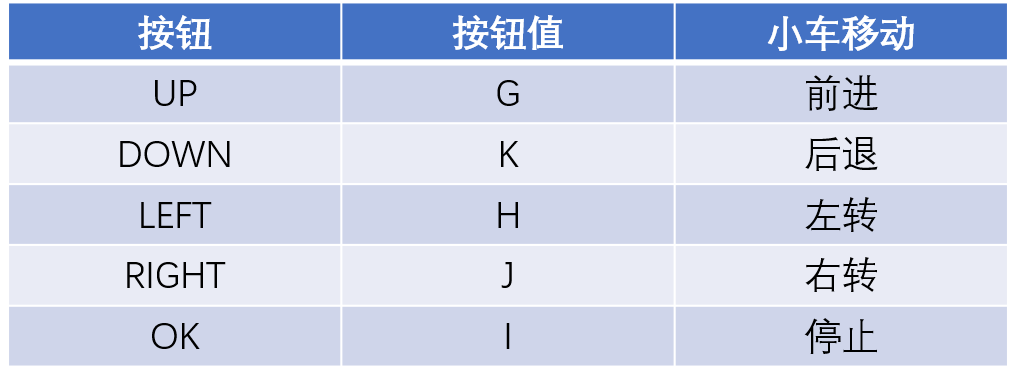 按钮 按钮值 小车移动
UP G 前进
DOWN K 后退
LEFT H 左转
RIGHT J 右转
OK I 停止